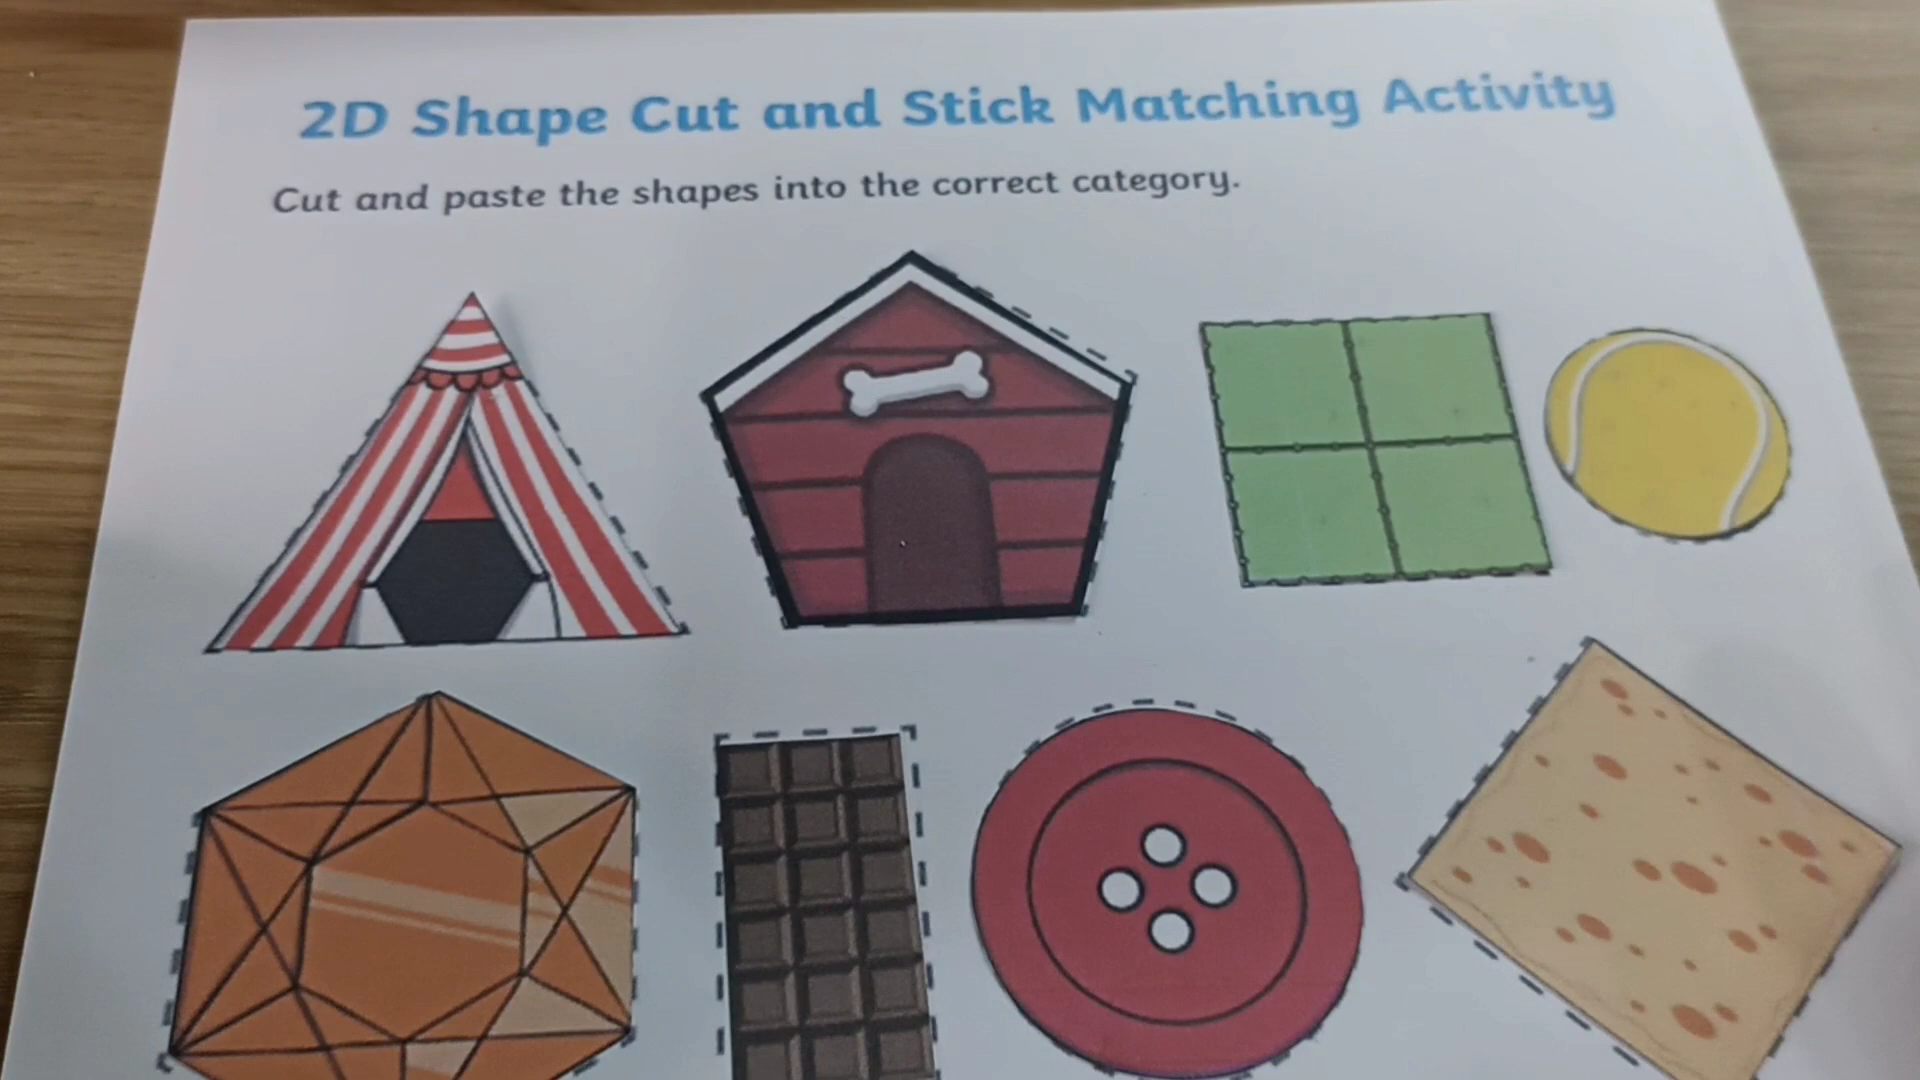 2D Shape Cut and Stick Matching Activity
Cut and paste the shapes into the correct category.